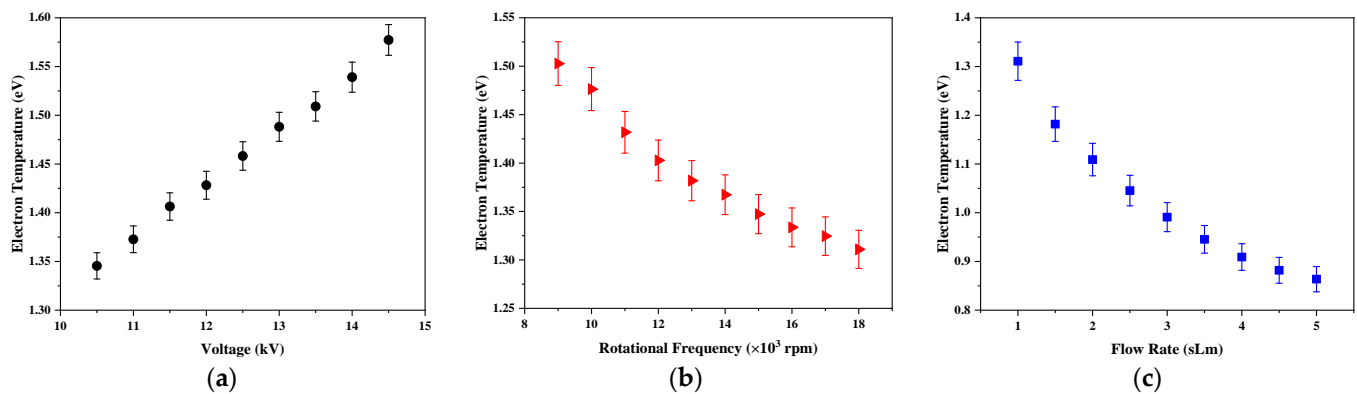 1.60
1.55
1.50
1.45
1.40
1.35
1.30
Electron Temperature (eV)
10 11 12 13 14 15
Voltage (kV)
(a)
1.55
1.50
1.45
1.40
1.35
1.30
1.25
Electron Temperature (eV)
8 10 12 14 16 18
Rotational Frequency (×10³ rpm)
(b)
1.4
1.3
1.2
1.1
1.0
0.9
0.8
Electron Temperature (eV)
1 2 3 4 5
Flow Rate (sLm)
(c)